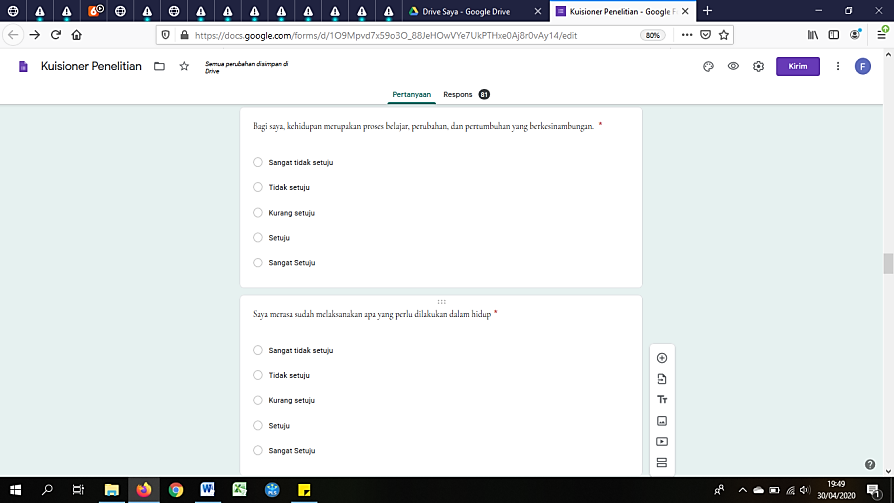 Drive Saya - Google Drive
Kuisioner Penelitian - Google F
https://docs.google.com/forms/d/1O9Mpvd7x59o3O_88JeHOwVYe7UkPTHxe0Aj8r0vAy14/edit
80%
Kuisioner Penelitian
Semua perubahan disimpan di
Drive
Kirim
F
Pertanyaan
Respons
81
Bagi saya, kehidupan merupakan proses belajar, perubahan, dan pertumbuhan yang berkesinambungan. *
Sangat tidak setuju
Tidak setuju
Kurang setuju
Setuju
Sangat Setuju
Saya merasa sudah melaksanakan apa yang perlu dilakukan dalam hidup *
Sangat tidak setuju
Tidak setuju
Kurang setuju
Setuju
Sangat Setuju
19:49
30/04/2020